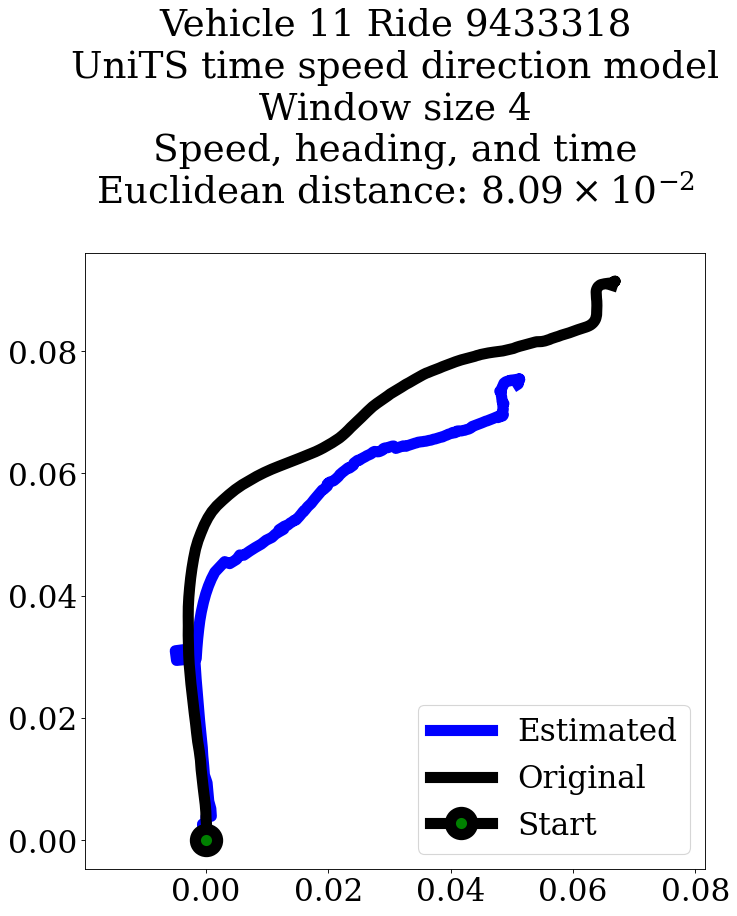 Vehicle 11 Ride 9433318
UniTS time speed direction model
Window size 4
Speed, heading, and time
Euclidean distance: 8.09 × 10⁻²
0.08
0.06
0.04
0.02
0.00
Estimated
Original
Start
0.00 0.02 0.04 0.06 0.08